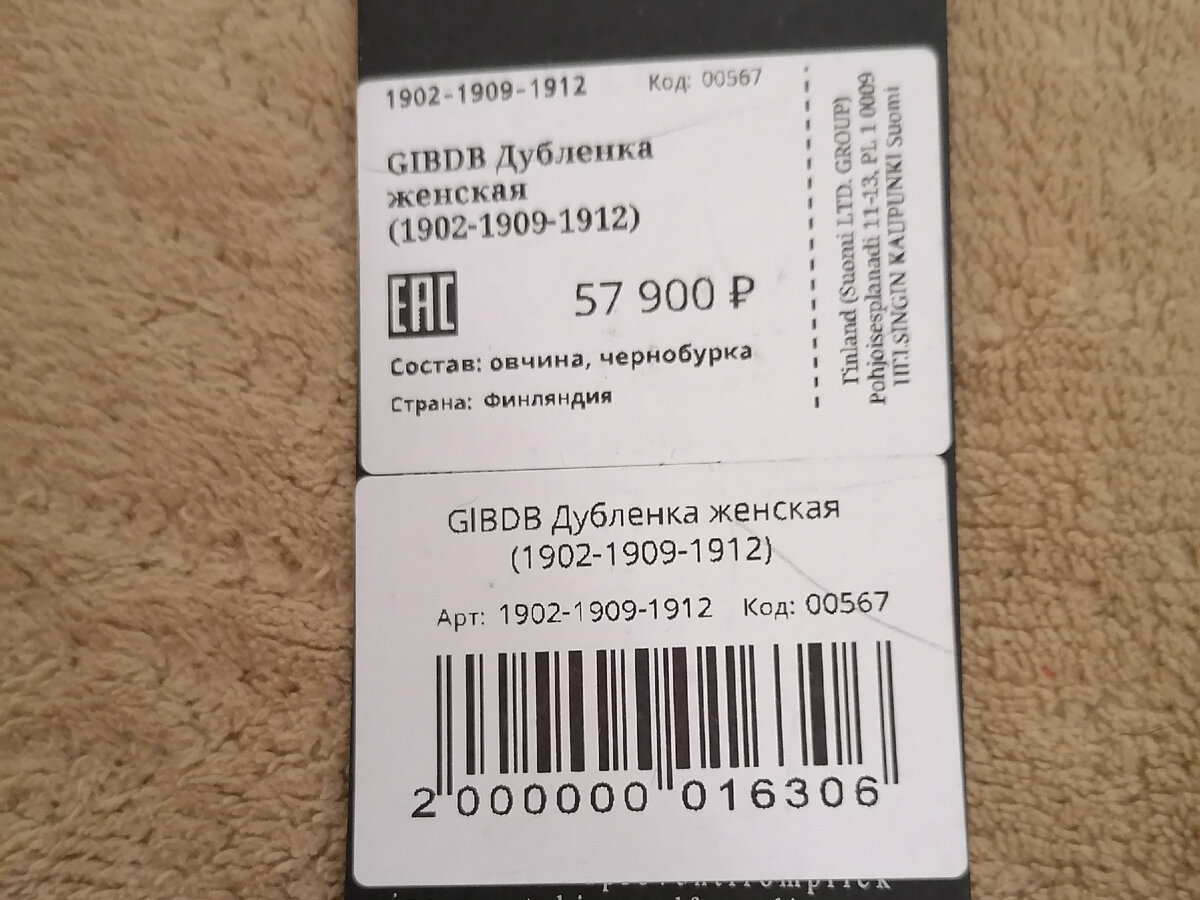 1902-1909-1912 Код: 00567
GIBDB Дубленка
женская
(1902-1909-1912)
EAC
57 900 ₽
Состав: овчина, чернобурка
Страна: Финляндия
Finland (Suomi LTD. GROUP)
Pohjoisesplanadi 11-13, PL 1 0009
HELSINGIN KAUPUNKI Suomi
GIBDB Дубленка женская
(1902-1909-1912)
Арт: 1902-1909-1912 Код: 00567
2 000000 016306